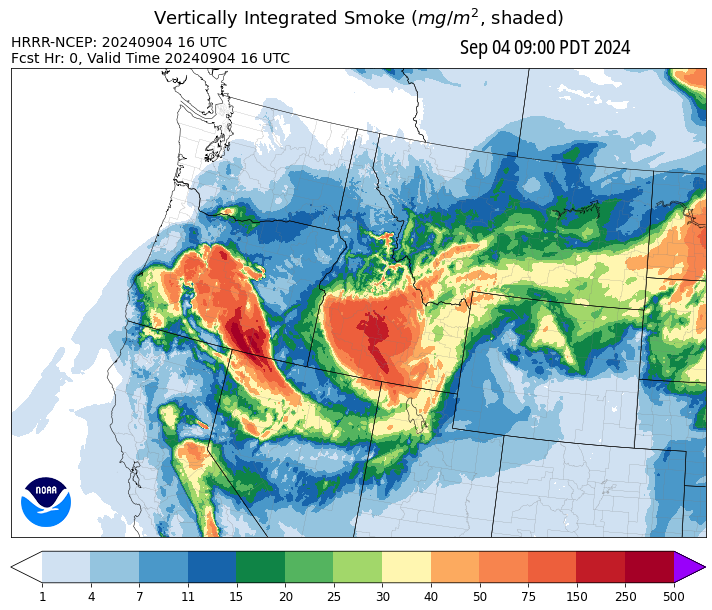 Vertically Integrated Smoke (mg/m², shaded)
HRRR-NCEP: 20240904 16 UTC
Sep 04 09:00 PDT 2024
Fcst Hr: 0, Valid Time 20240904 16 UTC
NOAA
1 4 7 11 15 20 25 30 40 50 75 150 250 500